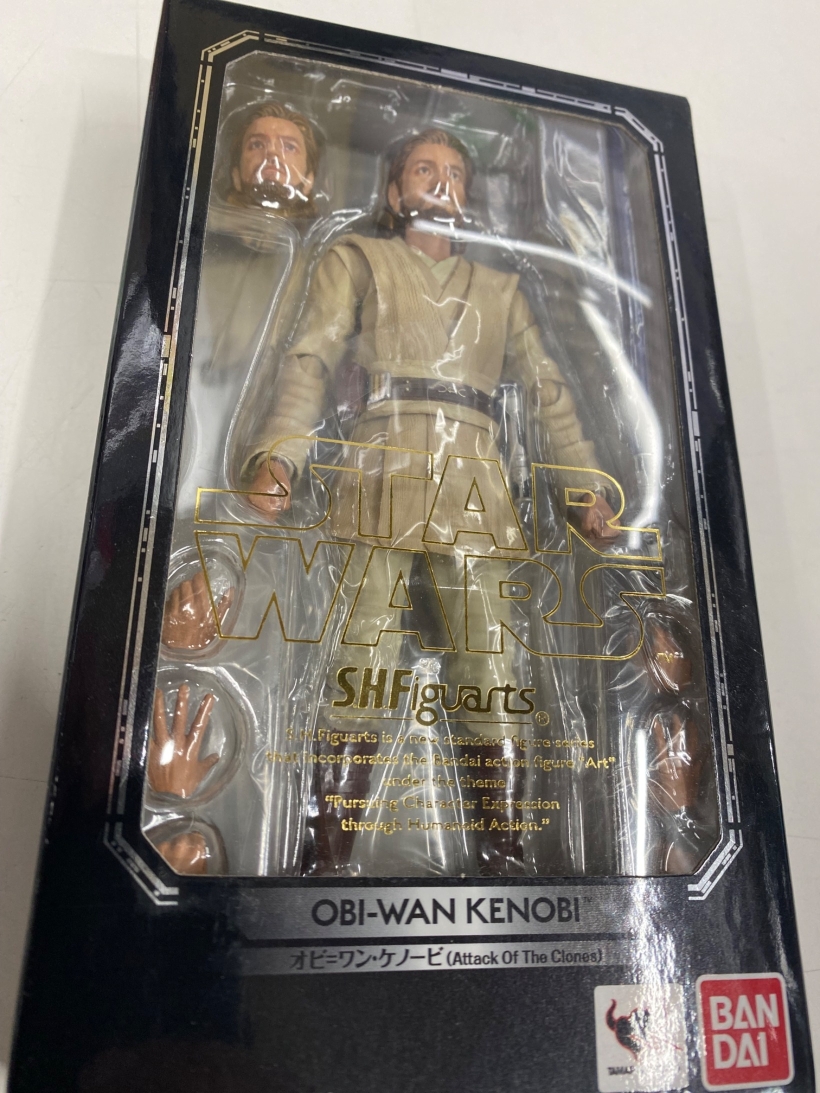 STAR
WARS
S.H.Figuarts®
S.H.Figuarts is a new standard figure series
that incorporates the Bandai action figure "Art"
under the theme
"Pursuing Character Expression
through Humanoid Action."
OBI-WAN KENOBI™
オビ=ワン・ケノービ (Attack Of The Clones)
BAN
DAI